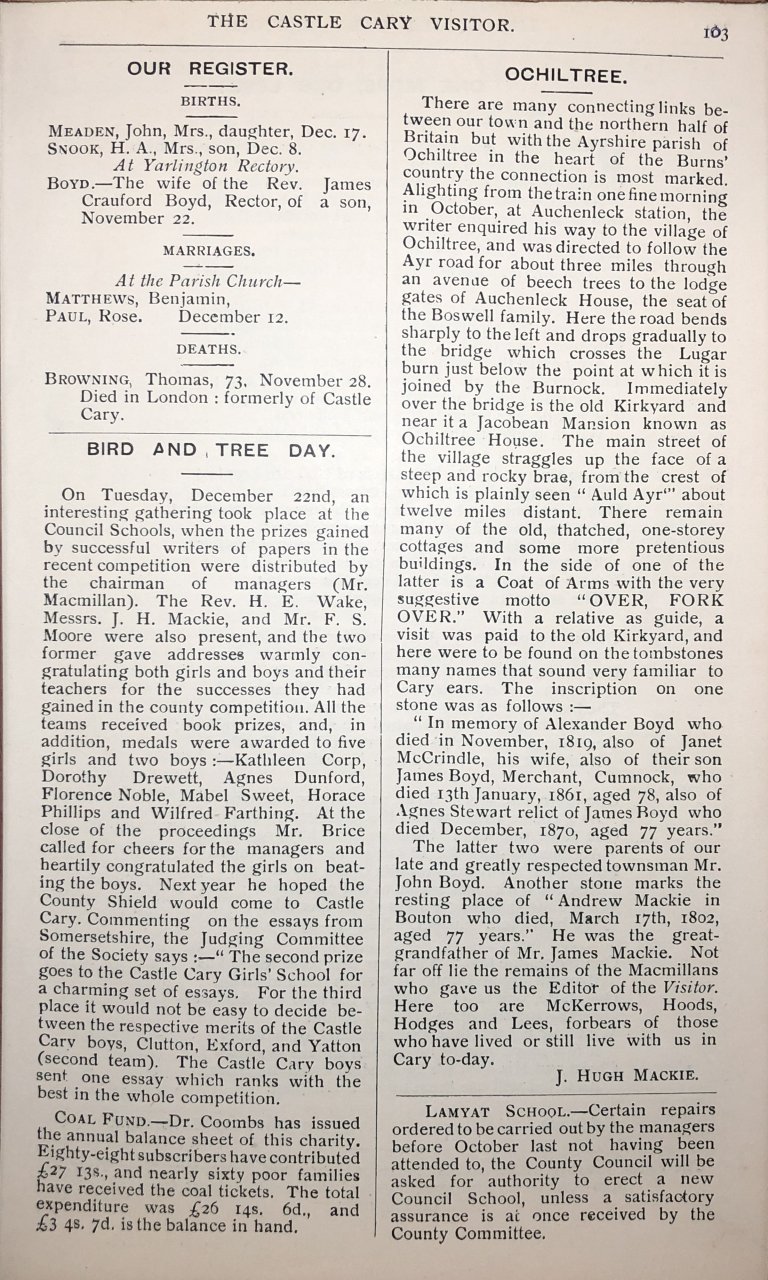 THE CASTLE CARY VISITOR.
103
OUR REGISTER.
BIRTHS.
MEADEN, John, Mrs., daughter, Dec. 17.
SNOOK, H. A., Mrs., son, Dec. 8.
At Yarlington Rectory.
BOYD.—The wife of the Rev. James
Crauford Boyd, Rector, of a son,
November 22.
MARRIAGES.
At the Parish Church—
MATTHEWS, Benjamin,
PAUL, Rose. December 12.
DEATHS.
BROWNING, Thomas, 73, November 28.
Died in London : formerly of Castle
Cary.
BIRD AND TREE DAY.
On Tuesday, December 22nd, an
interesting gathering took place at the
Council Schools, when the prizes gained
by successful writers of papers in the
recent competition were distributed by
the chairman of managers (Mr.
Macmillan). The Rev. H. E. Wake,
Messrs. J. H. Mackie, and Mr. F. S.
Moore were also present, and the two
former gave addresses warmly con-
gratulating both girls and boys and their
teachers for the successes they had
gained in the county competition. All the
teams received book prizes, and, in
addition, medals were awarded to five
girls and two boys :—Kathleen Corp,
Dorothy Drewett, Agnes Dunford,
Florence Noble, Mabel Sweet, Horace
Phillips and Wilfred Farthing. At the
close of the proceedings Mr. Brice
called for cheers for the managers and
heartily congratulated the girls on beat-
ing the boys. Next year he hoped the
County Shield would come to Castle
Cary. Commenting on the essays from
Somersetshire, the Judging Committee
of the Society says :—“ The second prize
goes to the Castle Cary Girls' School for
a charming set of essays. For the third
place it would not be easy to decide be-
tween the respective merits of the Castle
Cary boys, Clutton, Exford, and Yatton
(second team). The Castle Cary boys
sent one essay which ranks with the
best in the whole competition.
COAL FUND.—Dr. Coombs has issued
the annual balance sheet of this charity.
Eighty-eight subscribers have contributed
£27 13s., and nearly sixty poor families
have received the coal tickets. The total
expenditure was £26 14s. 6d., and
£3 4s. 7d. is the balance in hand.
OCHILTREE.
There are many connecting links be-
tween our town and the northern half of
Britain but with the Ayrshire parish of
Ochiltree in the heart of the Burns'
country the connection is most marked.
Alighting from the train one fine morning
in October, at Auchenleck station, the
writer enquired his way to the village of
Ochiltree, and was directed to follow the
Ayr road for about three miles through
an avenue of beech trees to the lodge
gates of Auchenleck House, the seat of
the Boswell family. Here the road bends
sharply to the left and drops gradually to
the bridge which crosses the Lugar
burn just below the point at which it is
joined by the Burnock. Immediately
over the bridge is the old Kirkyard and
near it a Jacobean Mansion known as
Ochiltree House. The main street of
the village straggles up the face of a
steep and rocky brae, from the crest of
which is plainly seen “ Auld Ayr‘” about
twelve miles distant. There remain
many of the old, thatched, one-storey
cottages and some more pretentious
buildings. In the side of one of the
latter is a Coat of Arms with the very
suggestive motto “OVER, FORK
OVER.” With a relative as guide, a
visit was paid to the old Kirkyard, and
here were to be found on the tombstones
many names that sound very familiar to
Cary ears. The inscription on one
stone was as follows :—
“ In memory of Alexander Boyd who
died in November, 1819, also of Janet
McCrindle, his wife, also of their son
James Boyd, Merchant, Cumnock, who
died 13th January, 1861, aged 78, also of
Agnes Stewart relict of James Boyd who
died December, 1870, aged 77 years.”
The latter two were parents of our
late and greatly respected townsman Mr.
John Boyd. Another stone marks the
resting place of “ Andrew Mackie in
Bouton who died, March 17th, 1802,
aged 77 years.” He was the great-
grandfather of Mr. James Mackie. Not
far off lie the remains of the Macmillans
who gave us the Editor of the Visitor.
Here too are McKerrows, Hoods,
Hodges and Lees, forbears of those
who have lived or still live with us in
Cary to-day.
J. HUGH MACKIE.
LAMYAT SCHOOL.—Certain repairs
ordered to be carried out by the managers
before October last not having been
attended to, the County Council will be
asked for authority to erect a new
Council School, unless a satisfactory
assurance is at once received by the
County Committee.